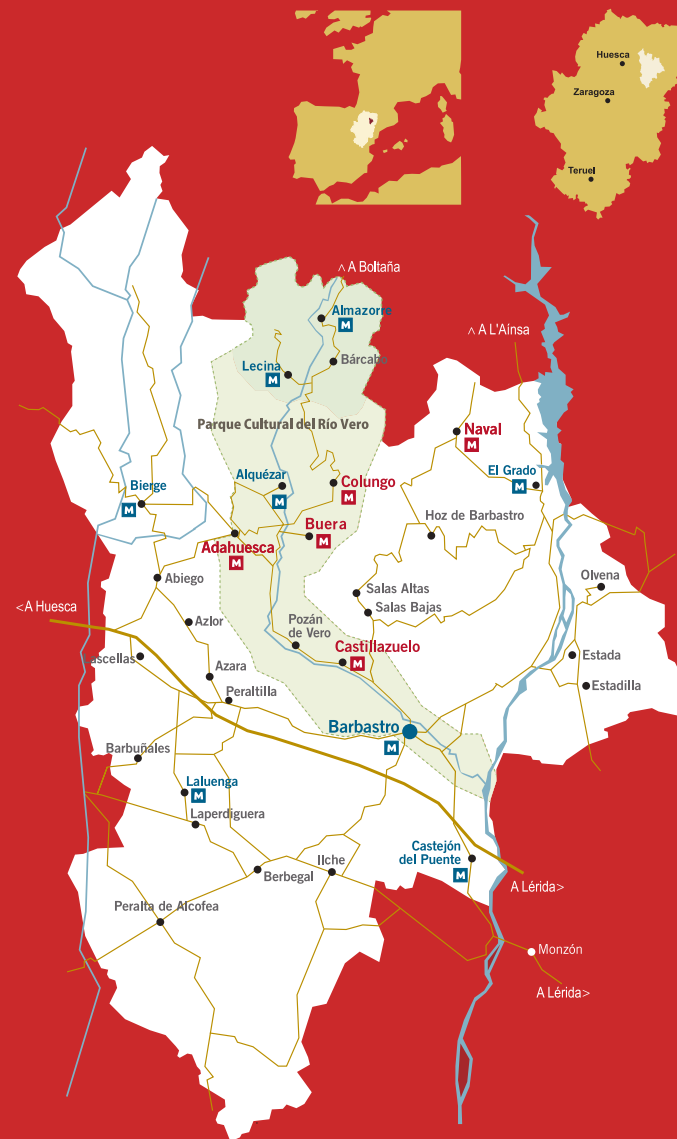 Huesca
Zaragoza
Teruel
^ A Boltaña
Almazorre
M
^ A L'Aínsa
Bárcabo
Lecina
M
Parque Cultural del Río Vero
Naval
M
Alquézar
M
Colungo
M
El Grado
M
Bierge
M
Buera
M
Hoz de Barbastro
Adahuesca
M
Abiego
Olvena
Salas Altas
<A Huesca
Salas Bajas
Azlor
Pozán
de Vero
Castillazuelo
M
Lascellas
Estada
Azara
Estadilla
Peraltilla
Barbastro
M
Barbuñales
Laluenga
M
Laperdiguera
Castejón
del Puente
M
Ilche
Berbegal
A Lérida>
Peralta de Alcofea
Monzón
A Lérida>